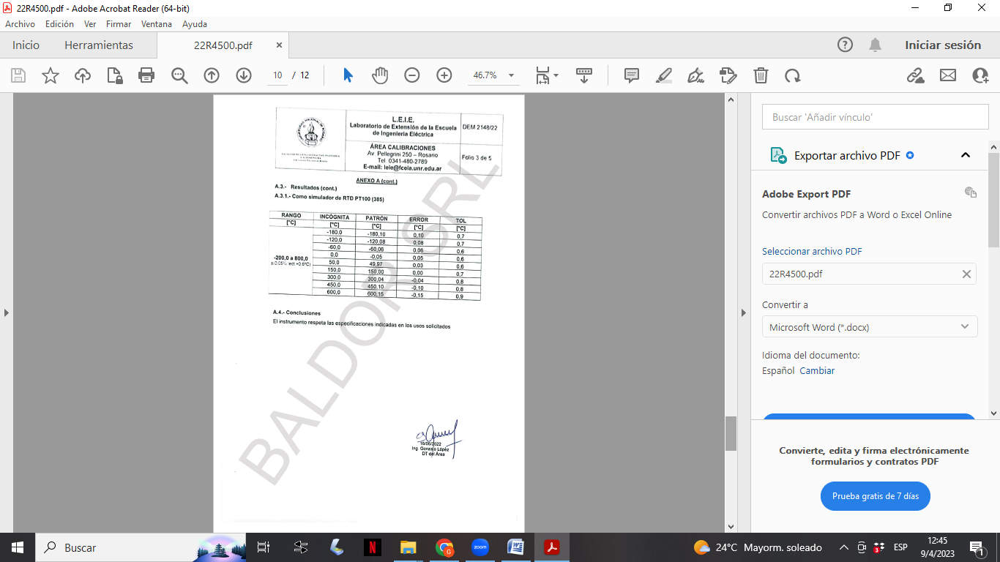 22R4500.pdf - Adobe Acrobat Reader (64-bit)
Archivo Edición Ver Firmar Ventana Ayuda
Inicio Herramientas 22R4500.pdf × Iniciar sesión
10 / 12 46.7%
L.E.I.E.
Laboratorio de Extensión de la Escuela
de Ingeniería Eléctrica
DEM 2148/22
ÁREA CALIBRACIONES
Av. Pellegrini 250 – Rosario
Tel. 0341-480-2789
E-mail: leie@fceia.unr.edu.ar
Folio 3 de 5
ANEXO A (cont.)
A.3.- Resultados (cont.)
A.3.1.- Como simulador de RTD PT100 (385)
RANGO INCÓGNITA PATRÓN ERROR TOL
[°C] [°C] [°C] [°C] [°C]
-180,0 -180,10 0,10 0,7
-120,0 -120,08 0,08 0,7
-60,0 -60,06 0,06 0,6
0,0 -0,05 0,05 0,6
-200,0 a 800,0
50,0 49,97 0,03 0,6
±(0.05% lect.+0.6°C)
150,0 150,00 0,00 0,7
300,0 300,04 -0,04 0,8
450,0 450,10 -0,10 0,8
600,0 600,15 -0,15 0,9
A.4.- Conclusiones
El instrumento respeta las especificaciones indicadas en los usos solicitados
BALDOR SRL
16/06/2022
Ing. Gonzalo López
DT del Área
Buscar 'Añadir vínculo'
Exportar archivo PDF
Adobe Export PDF
Convertir archivos PDF a Word o Excel Online
Seleccionar archivo PDF
22R4500.pdf
Convertir a
Microsoft Word (*.docx)
Idioma del documento:
Español Cambiar
Convierte, edita y firma electrónicamente
formularios y contratos PDF
Prueba gratis de 7 días
Buscar
zoom
24°C Mayorm. soleado
ESP
12:45
9/4/2023